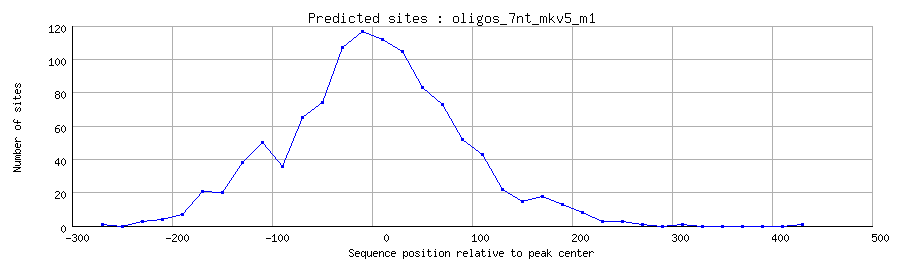 Predicted sites : oligos_7nt_mkv5_m1
120
100
80
60
40
20
0
Number of sites
-300 -200 -100 0 100 200 300 400 500
Sequence position relative to peak center